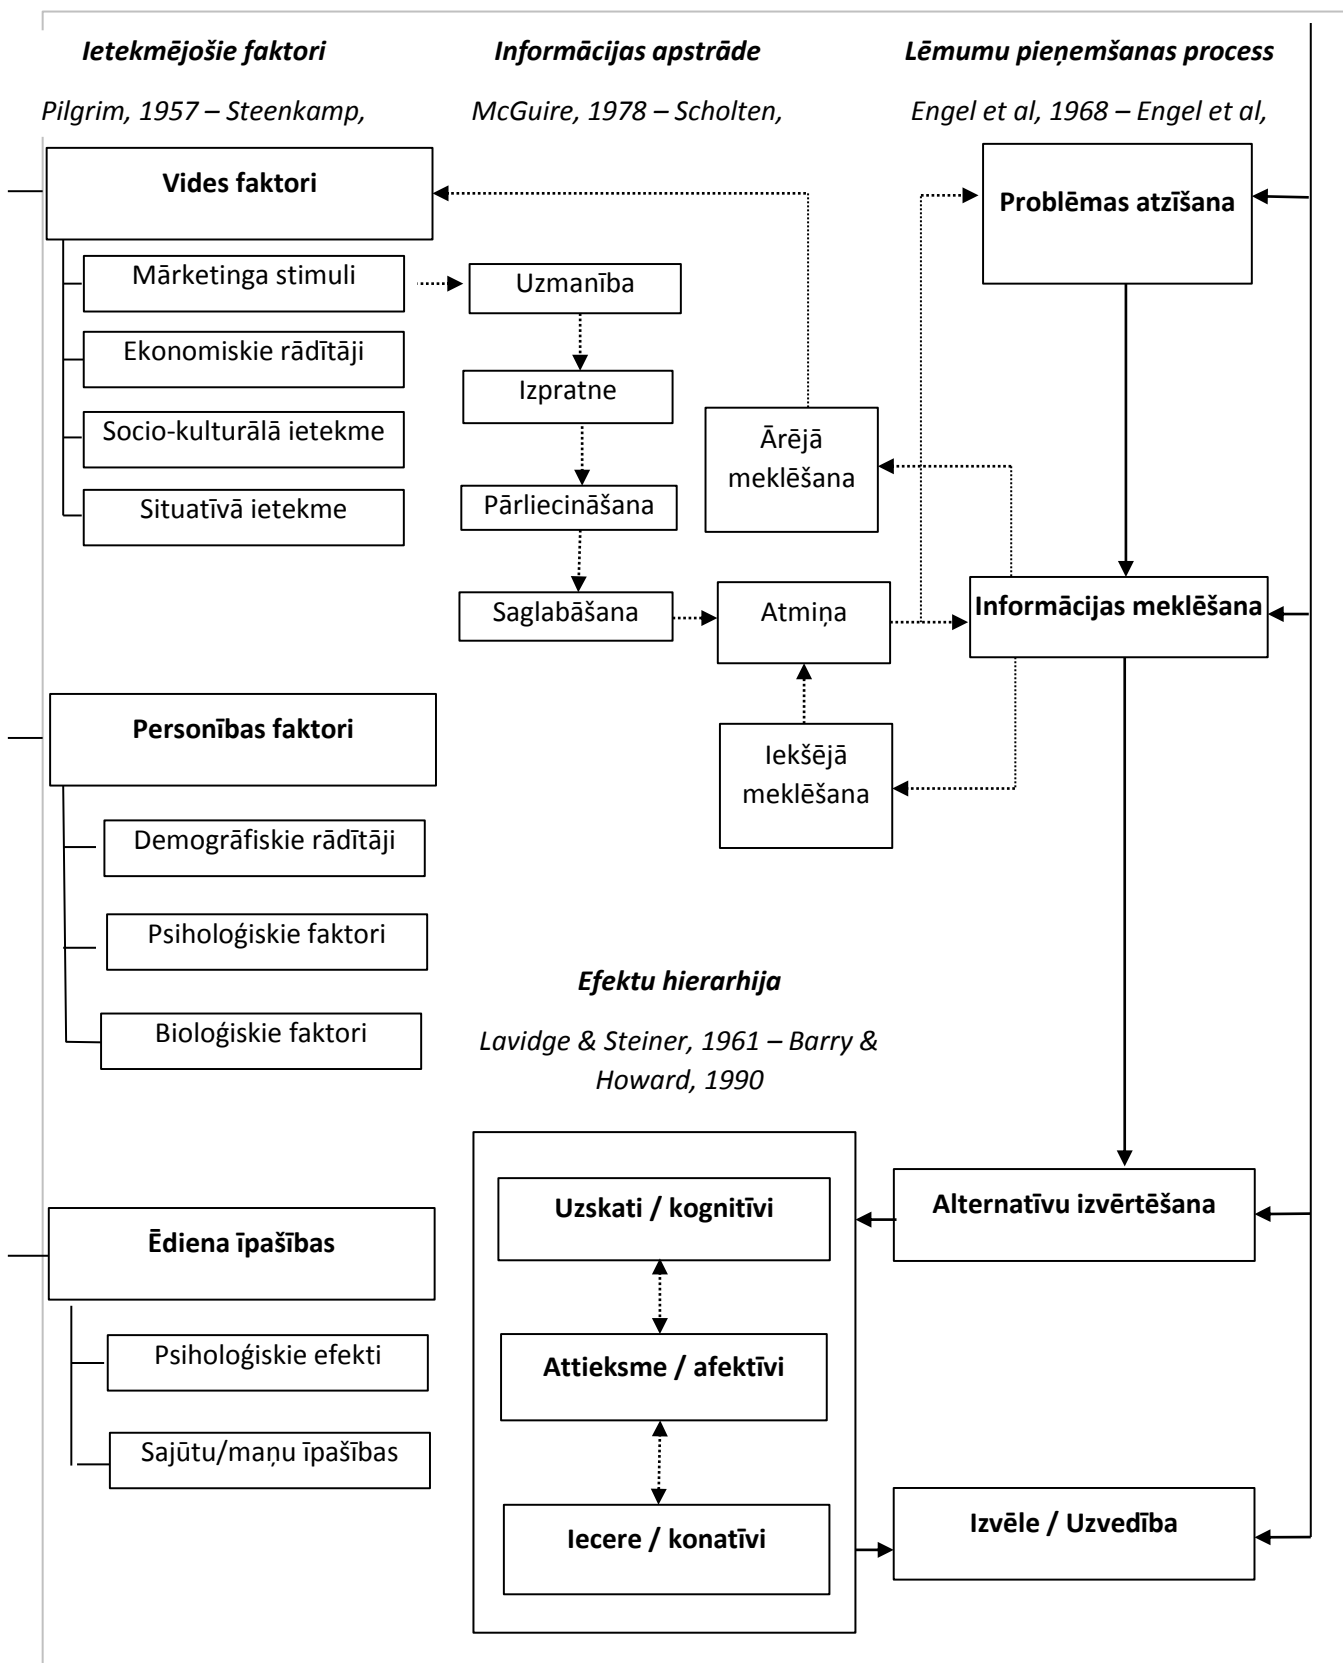 Ietekmējošie faktori
Pilgrim, 1957 – Steenkamp,
Informācijas apstrāde
McGuire, 1978 – Scholten,
Lēmumu pieņemšanas process
Engel et al, 1968 – Engel et al,
Vides faktori
Mārketinga stimuli
Ekonomiskie rādītāji
Socio-kulturālā ietekme
Situatīvā ietekme
Uzmanība
Izpratne
Pārliecināšana
Saglabāšana
Ārējā
meklēšana
Atmiņa
Iekšējā
meklēšana
Problēmas atzīšana
Informācijas meklēšana
Personības faktori
Demogrāfiskie rādītāji
Psiholoģiskie faktori
Bioloģiskie faktori
Efektu hierarhija
Lavidge & Steiner, 1961 – Barry &
Howard, 1990
Uzskati / kognitīvi
Attieksme / afektīvi
Iecere / konatīvi
Alternatīvu izvērtēšana
Izvēle / Uzvedība
Ēdiena īpašības
Psiholoģiskie efekti
Sajūtu/maņu īpašības